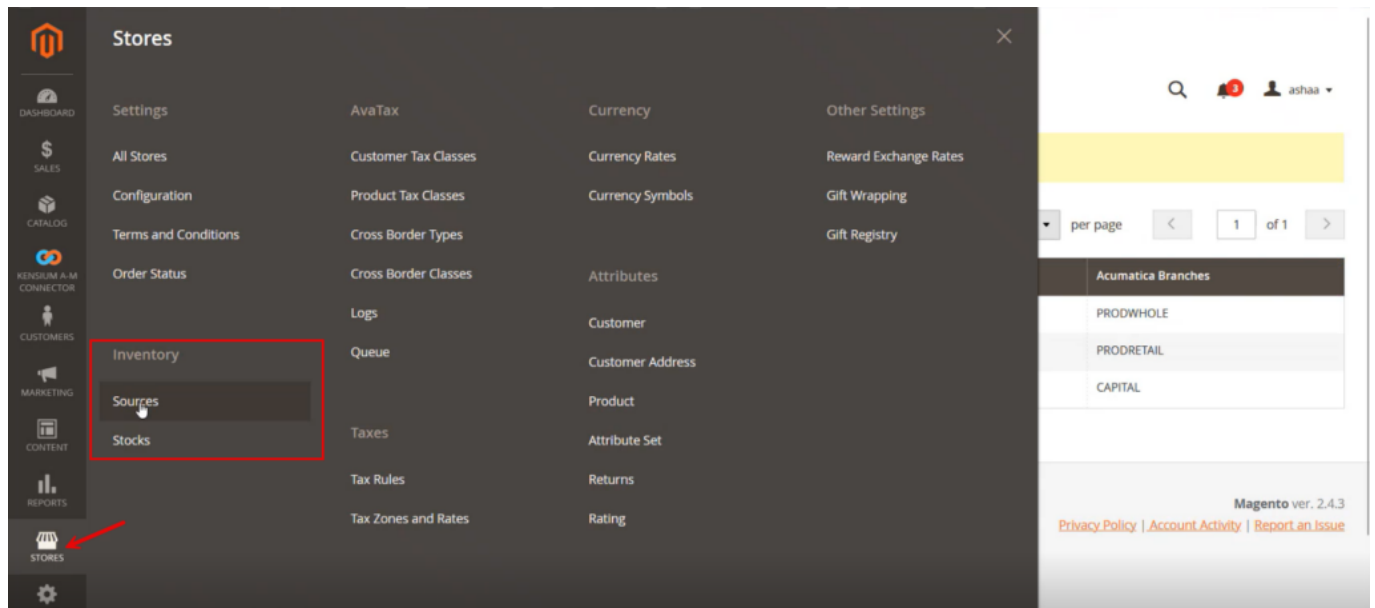 Stores
DASHBOARD
SALES
CATALOG
KENSIUM A-M
CONNECTOR
CUSTOMERS
MARKETING
CONTENT
REPORTS
STORES
Settings
All Stores
Configuration
Terms and Conditions
Order Status
Inventory
Sources
Stocks
AvaTax
Customer Tax Classes
Product Tax Classes
Cross Border Types
Cross Border Classes
Logs
Queue
Taxes
Tax Rules
Tax Zones and Rates
Currency
Currency Rates
Currency Symbols
Attributes
Customer
Customer Address
Product
Attribute Set
Returns
Rating
Other Settings
Reward Exchange Rates
Gift Wrapping
Gift Registry
3 ashaa
per page 1 of 1
Acumatica Branches
PRODWHOLE
PRODRETAIL
CAPITAL
Magento ver. 2.4.3
Privacy Policy | Account Activity | Report an Issue